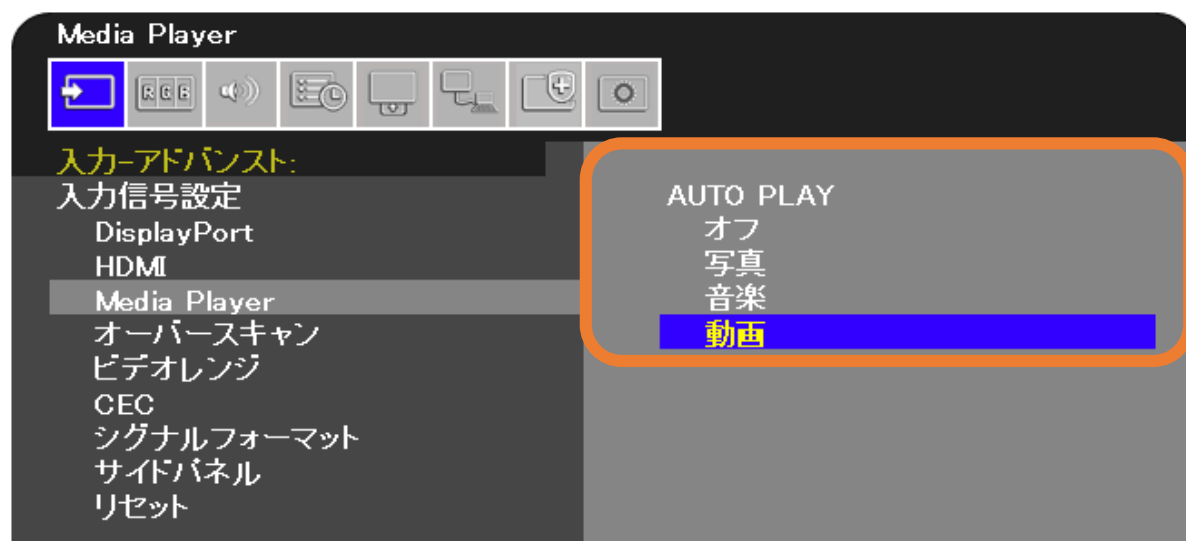 Media Player
RGB
入力-アドバンスト:
入力信号設定
DisplayPort
HDMI
Media Player
オーバースキャン
ビデオレンジ
CEC
シグナルフォーマット
サイドパネル
リセット
AUTO PLAY
オフ
写真
音楽
動画